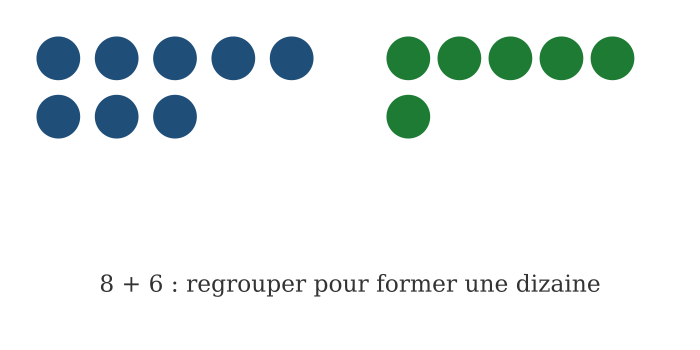 8 + 6 : regrouper pour former une dizaine